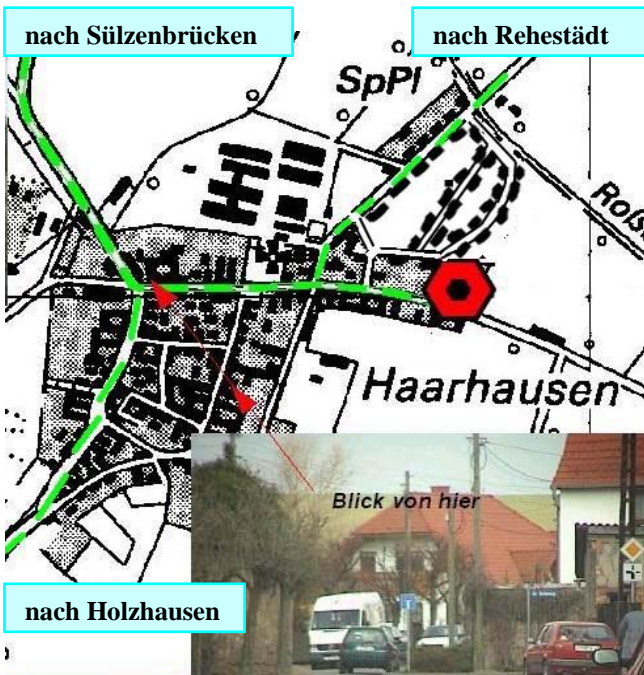 nach Sülzenbrücken
nach Rehestädt
SpPl
Haarhausen
Blick von hier
nach Holzhausen